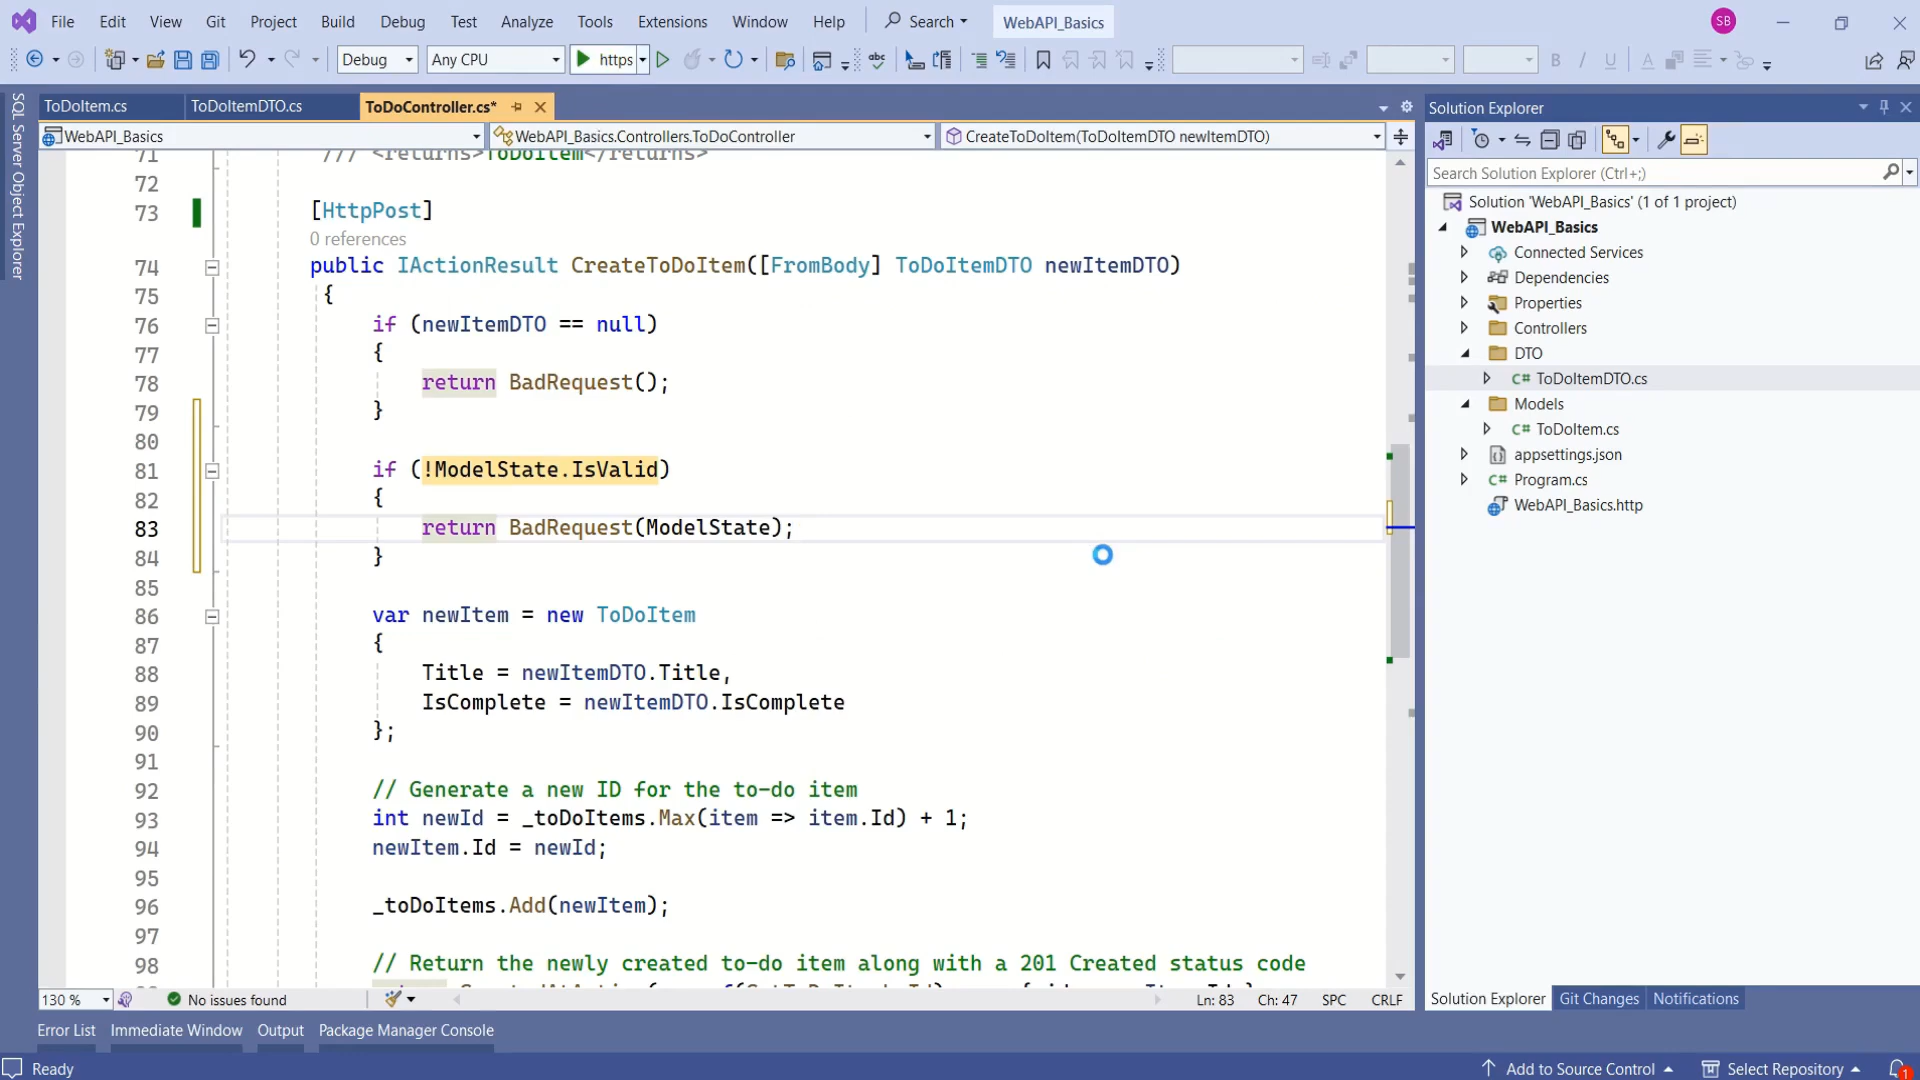 File Edit View Git Project Build Debug Test Analyze Tools Extensions Window Help Search WebAPI_Basics SB
Debug Any CPU https
SQL Server Object Explorer
ToDoItem.cs ToDoItemDTO.cs ToDoController.cs*
WebAPI_Basics WebAPI_Basics.Controllers.ToDoController CreateToDoItem(ToDoItemDTO newItemDTO)
71 /// <returns>ToDoItem</returns>
72
73 [HttpPost]
0 references
74 public IActionResult CreateToDoItem([FromBody] ToDoItemDTO newItemDTO)
75 {
76 if (newItemDTO == null)
77 {
78 return BadRequest();
79 }
80
81 if (!ModelState.IsValid)
82 {
83 return BadRequest(ModelState);
84 }
85
86 var newItem = new ToDoItem
87 {
88 Title = newItemDTO.Title,
89 IsComplete = newItemDTO.IsComplete
90 };
91
92 // Generate a new ID for the to-do item
93 int newId = _toDoItems.Max(item => item.Id) + 1;
94 newItem.Id = newId;
95
96 _toDoItems.Add(newItem);
97
98 // Return the newly created to-do item along with a 201 Created status code
130 % No issues found Ln: 83 Ch: 47 SPC CRLF
Solution Explorer
Search Solution Explorer (Ctrl+;)
Solution 'WebAPI_Basics' (1 of 1 project)
WebAPI_Basics
Connected Services
Dependencies
Properties
Controllers
DTO
C# ToDoItemDTO.cs
Models
C# ToDoItem.cs
appsettings.json
C# Program.cs
WebAPI_Basics.http
Solution Explorer Git Changes Notifications
Error List Immediate Window Output Package Manager Console
Ready Add to Source Control Select Repository 1